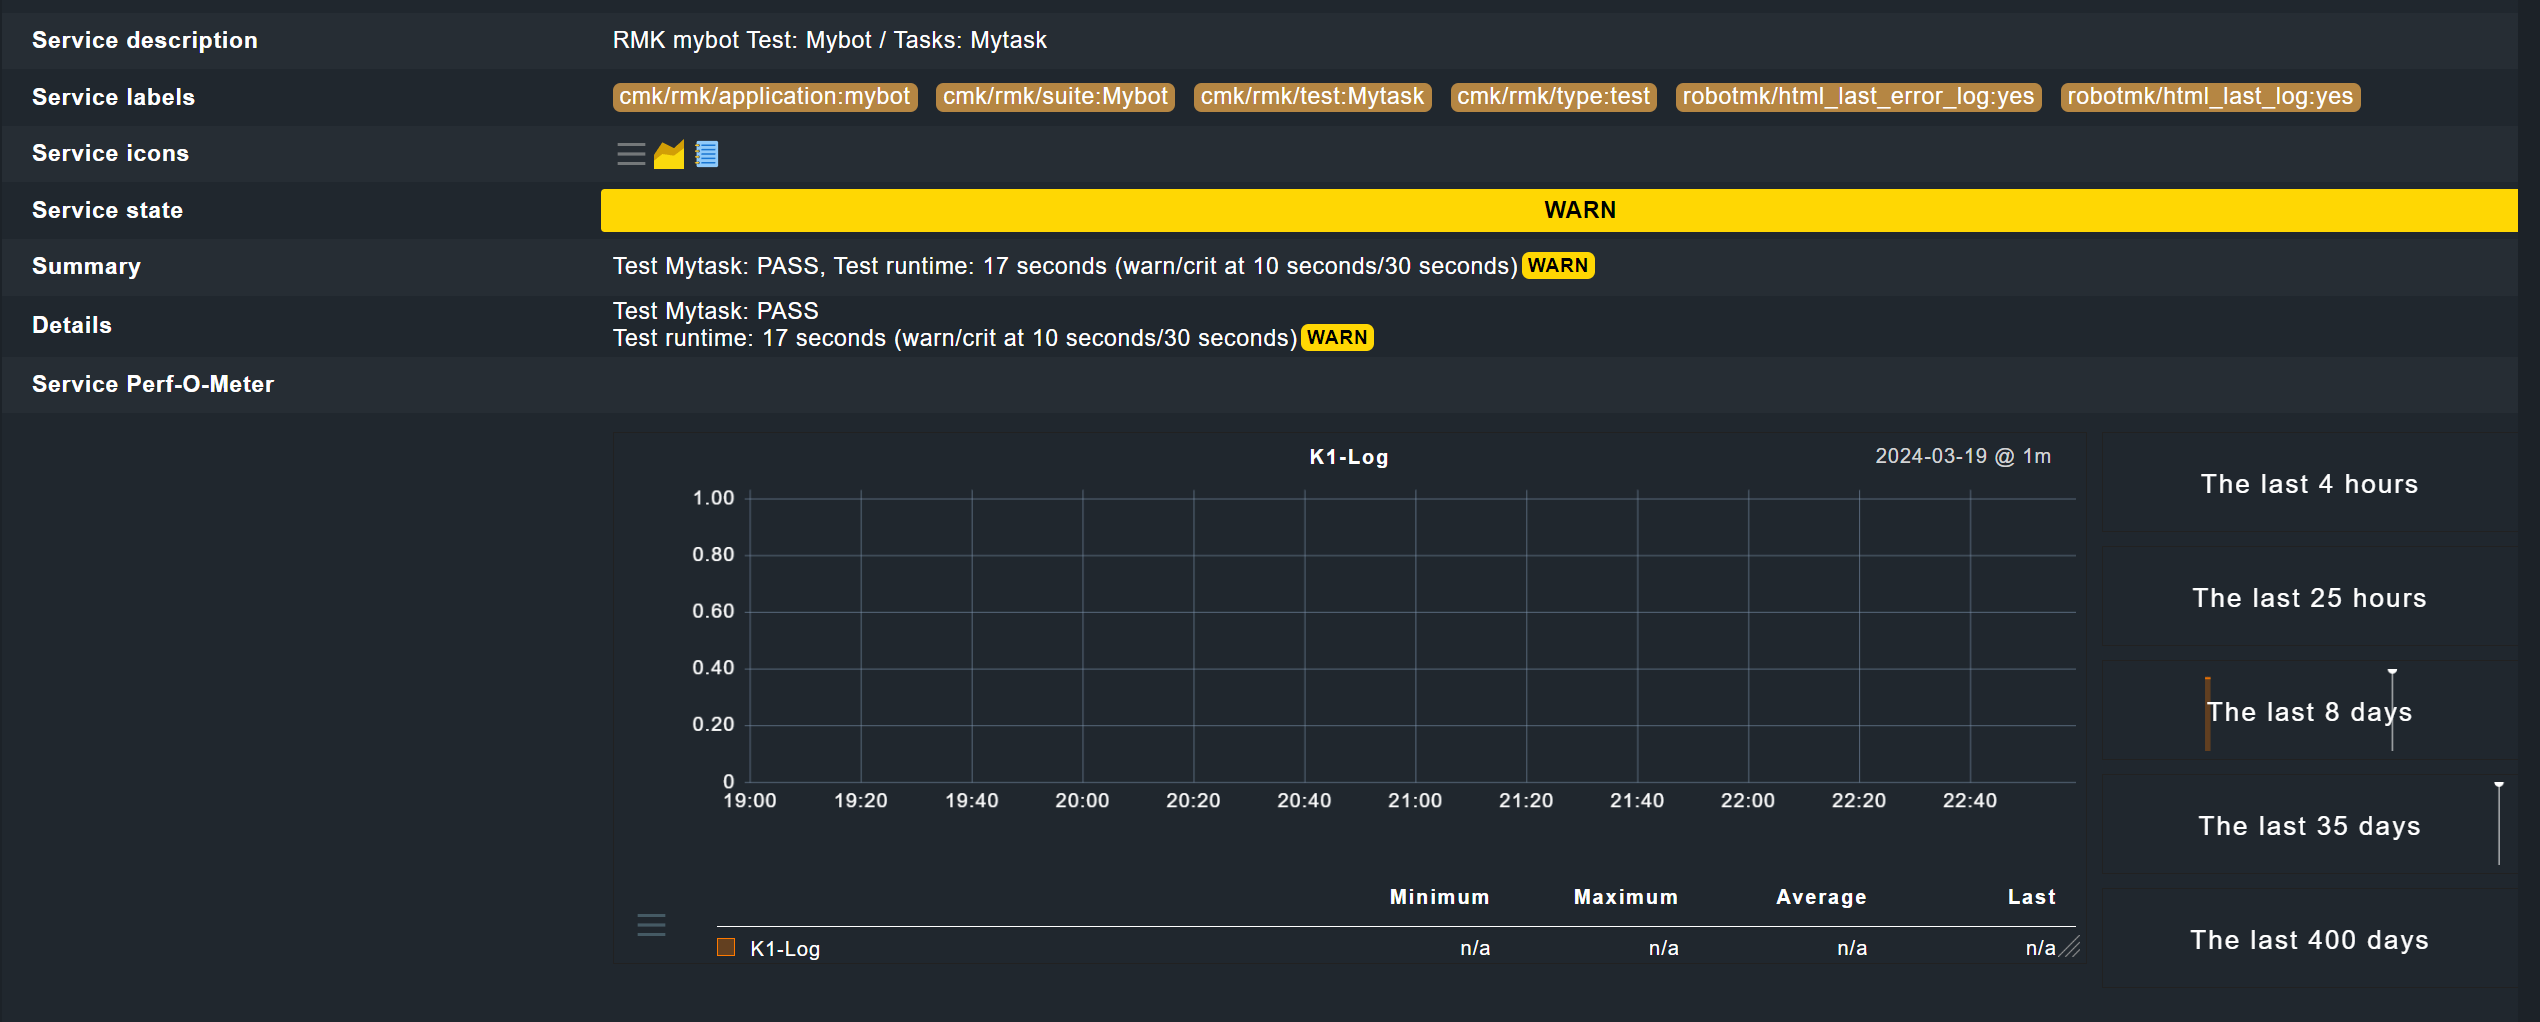 Service description RMK mybot Test: Mybot / Tasks: Mytask
Service labels cmk/rmk/application:mybot cmk/rmk/suite:Mybot cmk/rmk/test:Mytask cmk/rmk/type:test robotmk/html_last_error_log:yes robotmk/html_last_log:yes
Service icons
Service state WARN
Summary Test Mytask: PASS, Test runtime: 17 seconds (warn/crit at 10 seconds/30 seconds) WARN
Details Test Mytask: PASS
Test runtime: 17 seconds (warn/crit at 10 seconds/30 seconds) WARN
Service Perf-O-Meter
K1-Log 2024-03-19 @ 1m
1.00
0.80
0.60
0.40
0.20
0
19:00 19:20 19:40 20:00 20:20 20:40 21:00 21:20 21:40 22:00 22:20 22:40
Minimum Maximum Average Last
K1-Log n/a n/a n/a n/a
The last 4 hours
The last 25 hours
The last 8 days
The last 35 days
The last 400 days